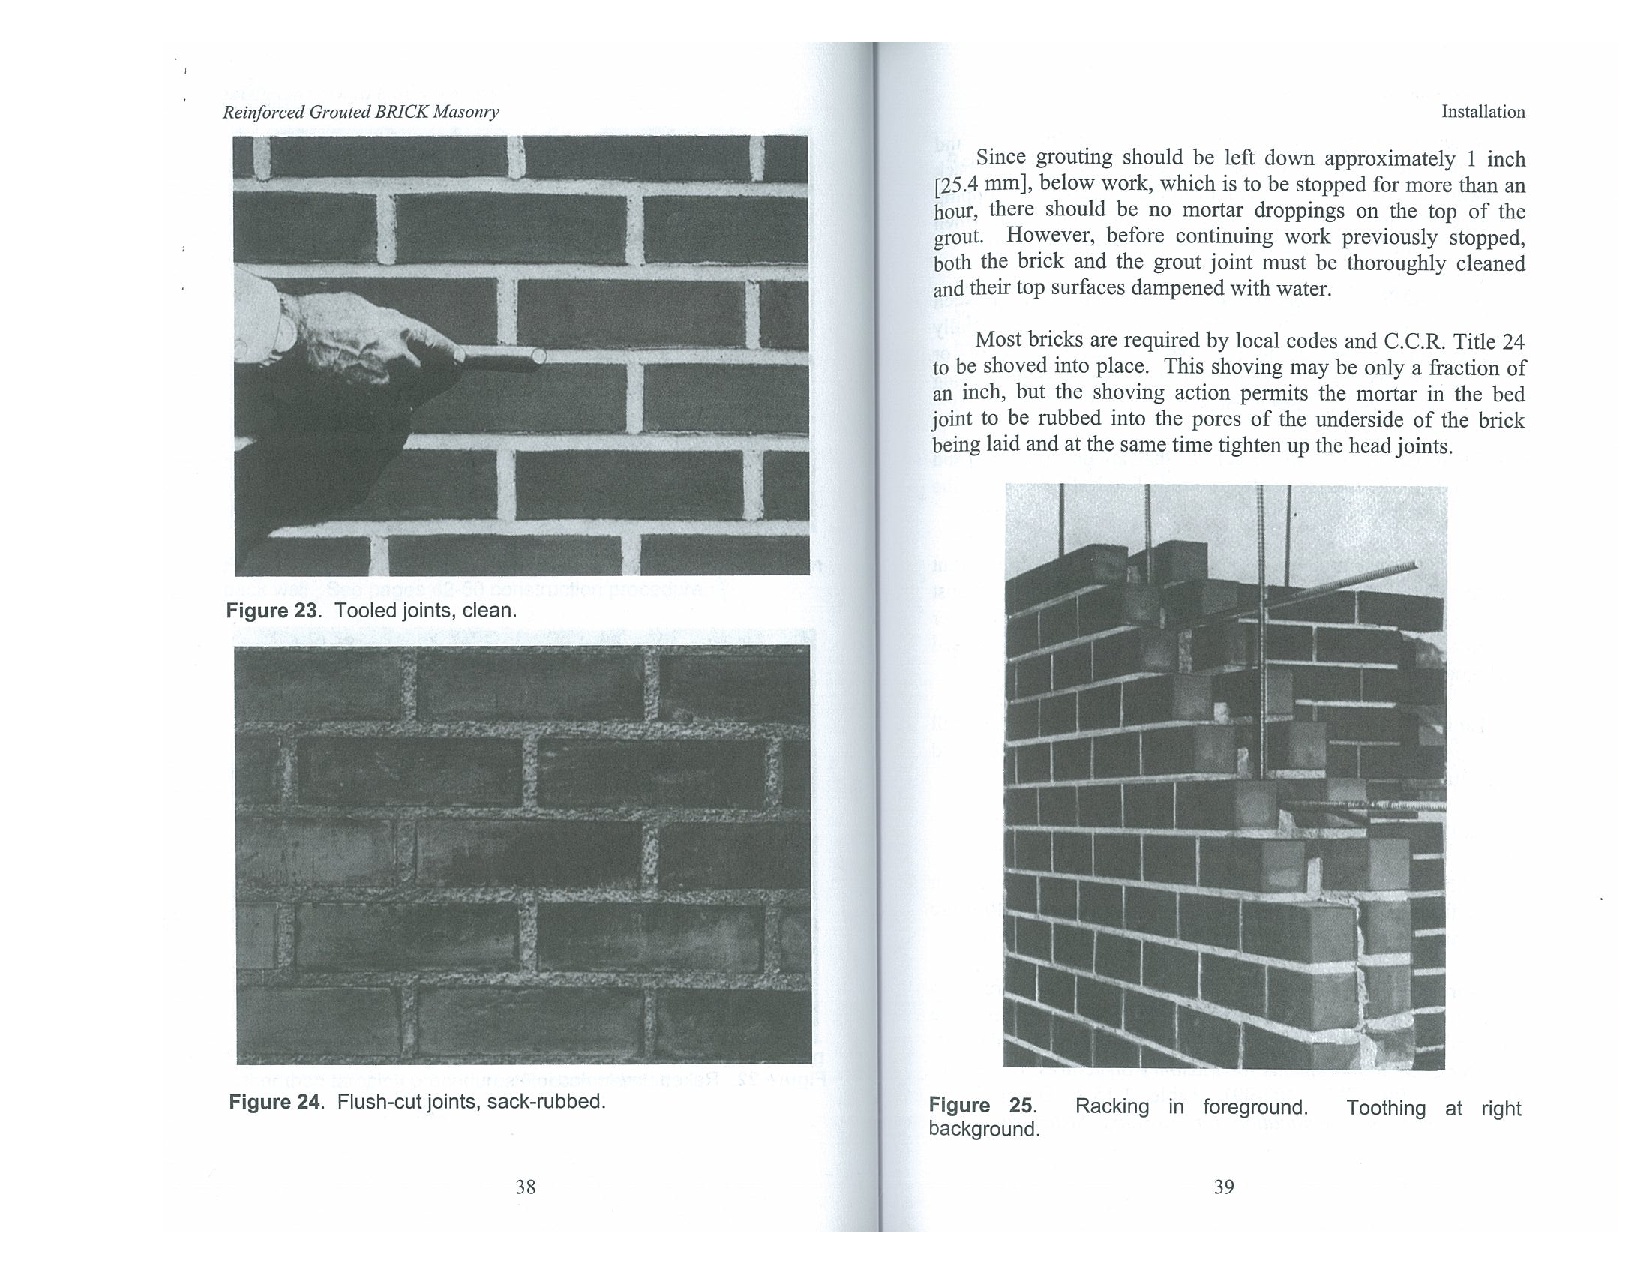 Reinforced Grouted BRICK Masonry
Figure 23. Tooled joints, clean.
Figure 24. Flush-cut joints, sack-rubbed.
38
Installation
Since grouting should be left down approximately 1 inch
[25.4 mm], below work, which is to be stopped for more than an
hour, there should be no mortar droppings on the top of the
grout. However, before continuing work previously stopped,
both the brick and the grout joint must be thoroughly cleaned
and their top surfaces dampened with water.
Most bricks are required by local codes and C.C.R. Title 24
to be shoved into place. This shoving may be only a fraction of
an inch, but the shoving action permits the mortar in the bed
joint to be rubbed into the pores of the underside of the brick
being laid and at the same time tighten up the head joints.
Figure 25. Racking in foreground. Toothing at right
background.
39